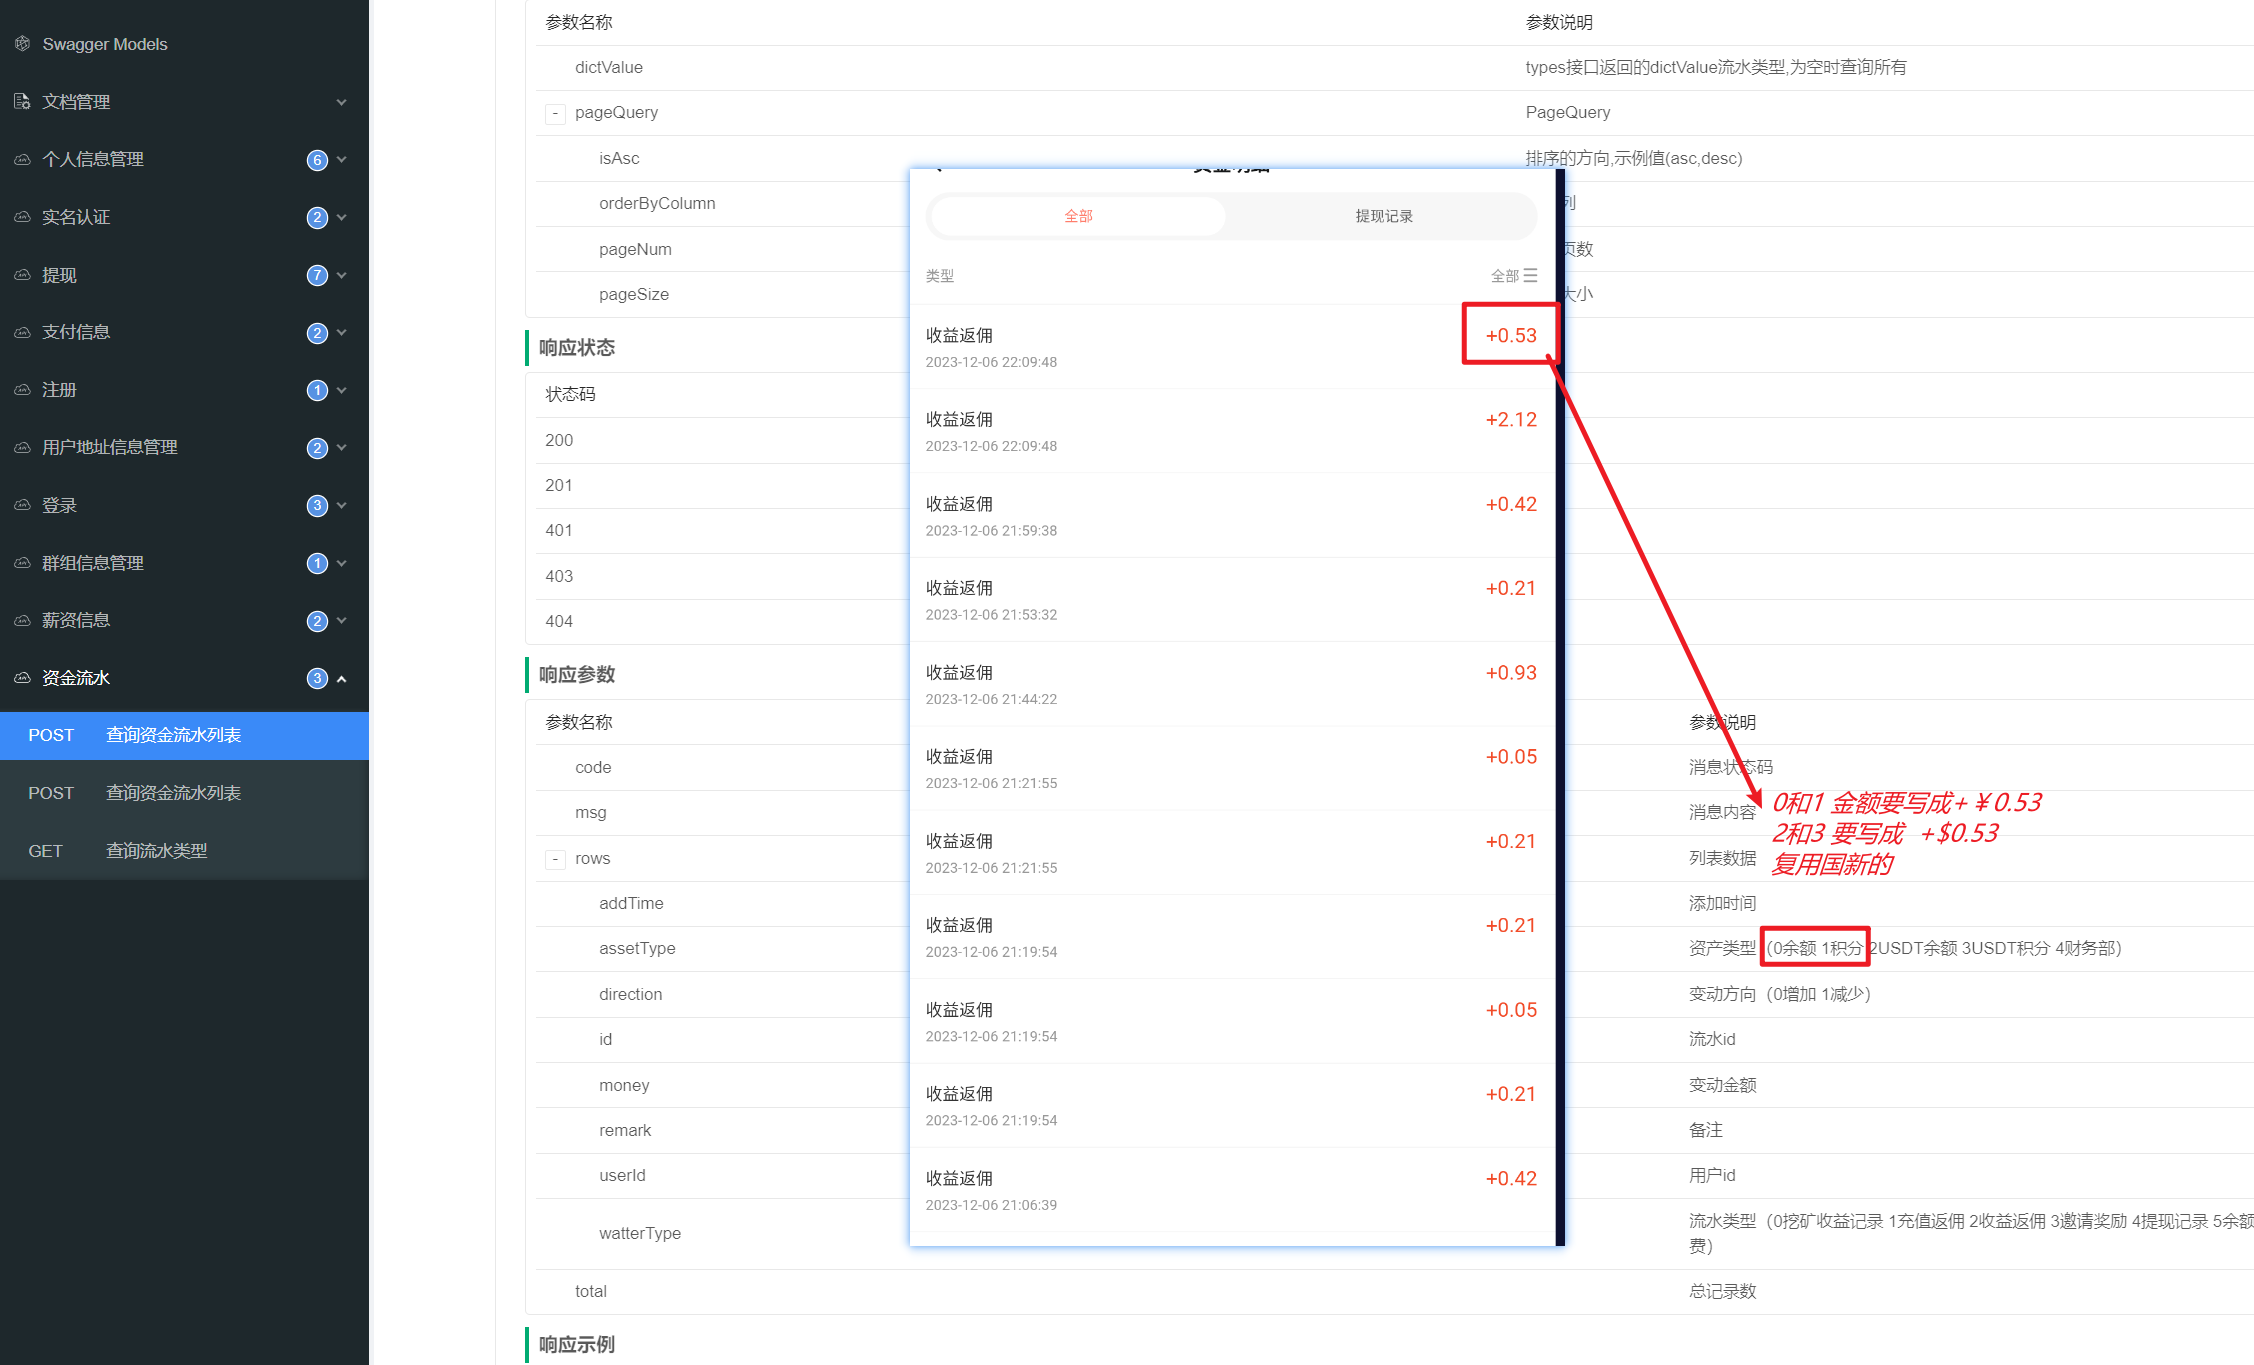 Swagger Models
文档管理
个人信息管理 6
实名认证 2
提现 7
支付信息 2
注册 1
用户地址信息管理 2
登录 3
群组信息管理 1
薪资信息 2
资金流水 3
POST 查询资金流水列表
POST 查询资金流水列表
GET 查询流水类型
参数名称 参数说明
dictValue types接口返回的dictValue流水类型,为空时查询所有
- pageQuery PageQuery
isAsc 排序的方向,示例值(asc,desc)
orderByColumn 列
pageNum 页数
pageSize 大小
响应状态
状态码
200
201
401
403
404
响应参数
参数名称 参数说明
code 消息状态码
msg 消息内容
- rows 列表数据
addTime 添加时间
assetType 资产类型（0余额 1积分 2USDT余额 3USDT积分 4财务部）
direction 变动方向（0增加 1减少）
id 流水id
money 变动金额
remark 备注
userId 用户id
watterType 流水类型（0挖矿收益记录 1充值返佣 2收益返佣 3邀请奖励 4提现记录 5余额
费）
total 总记录数
响应示例
资金明细
全部 提现记录
类型 全部
收益返佣 +0.53
2023-12-06 22:09:48
收益返佣 +2.12
2023-12-06 22:09:48
收益返佣 +0.42
2023-12-06 21:59:38
收益返佣 +0.21
2023-12-06 21:53:32
收益返佣 +0.93
2023-12-06 21:44:22
收益返佣 +0.05
2023-12-06 21:21:55
收益返佣 +0.21
2023-12-06 21:21:55
收益返佣 +0.21
2023-12-06 21:19:54
收益返佣 +0.05
2023-12-06 21:19:54
收益返佣 +0.21
2023-12-06 21:19:54
收益返佣 +0.42
2023-12-06 21:06:39
0和1 金额要写成+￥0.53
2和3 要写成 +$0.53
复用国新的